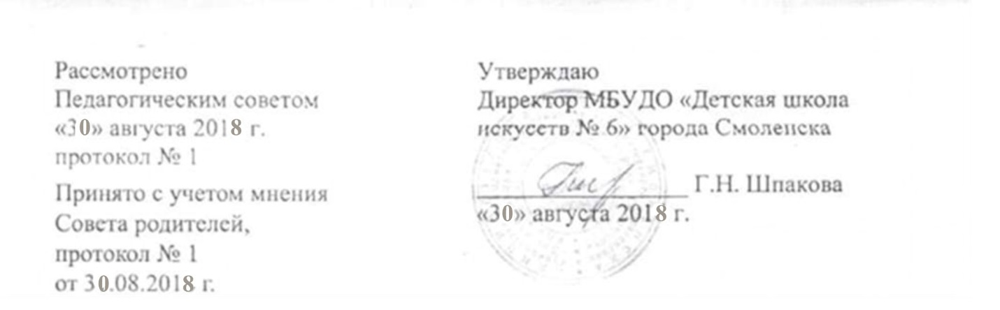 Рассмотрено
Педагогическим советом
«30» августа 2018 г.
протокол № 1
Принято с учетом мнения
Совета родителей,
протокол № 1
от 30.08.2018 г.
Утверждаю
Директор МБУДО «Детская школа
искусств № 6» города Смоленска
Г.Н. Шпакова
«30» августа 2018 г.